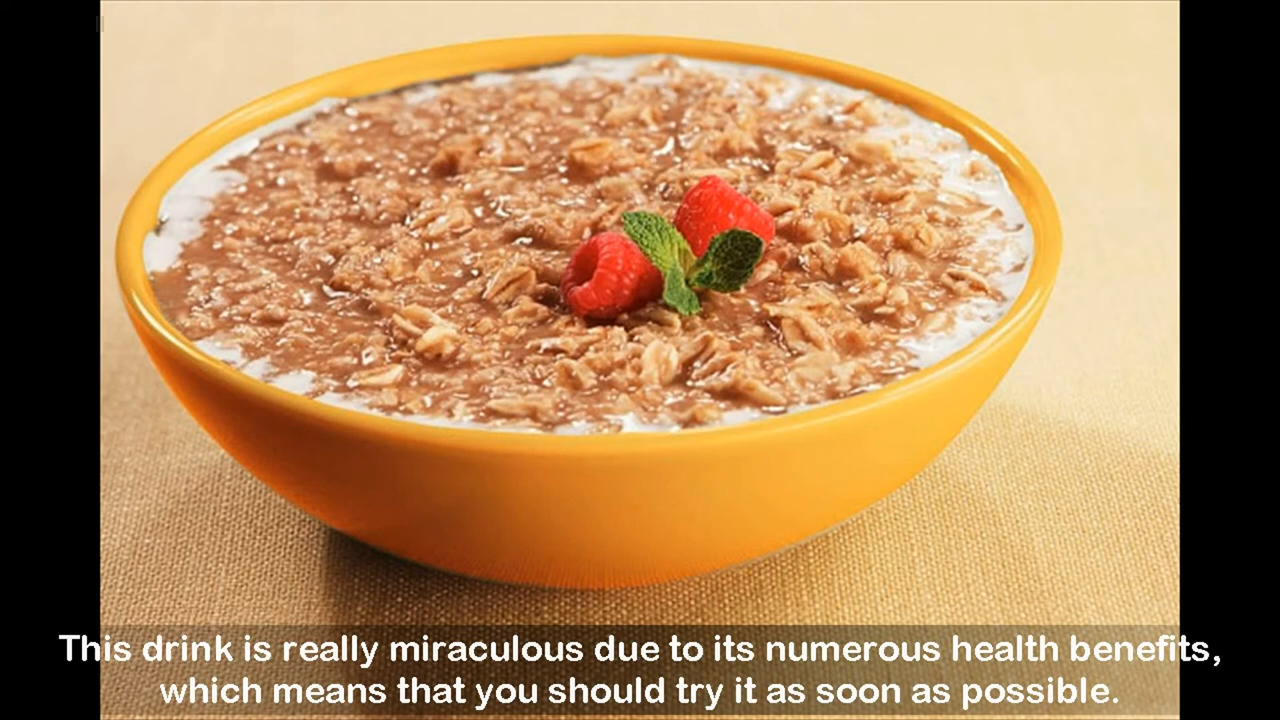 This drink is really miraculous due to its numerous health benefits,
which means that you should try it as soon as possible.